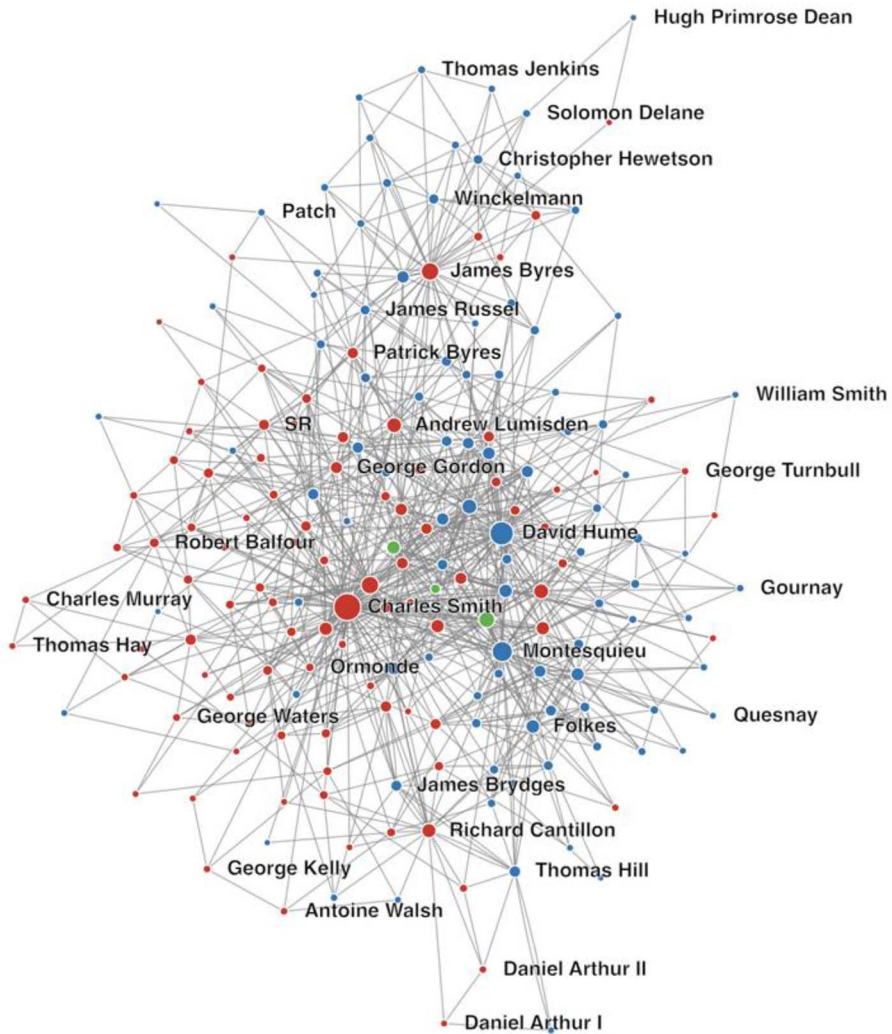 Hugh Primrose Dean
Thomas Jenkins
Solomon Delane
Christopher Hewetson
Winckelmann
Patch
James Byres
James Russel
Patrick Byres
William Smith
SR
Andrew Lumisden
George Gordon
George Turnbull
David Hume
Robert Balfour
Gournay
Charles Murray
Charles Smith
Thomas Hay
Montesquieu
Ormonde
George Waters
Quesnay
Folkes
James Brydges
Richard Cantillon
George Kelly
Thomas Hill
Antoine Walsh
Daniel Arthur II
Daniel Arthur I